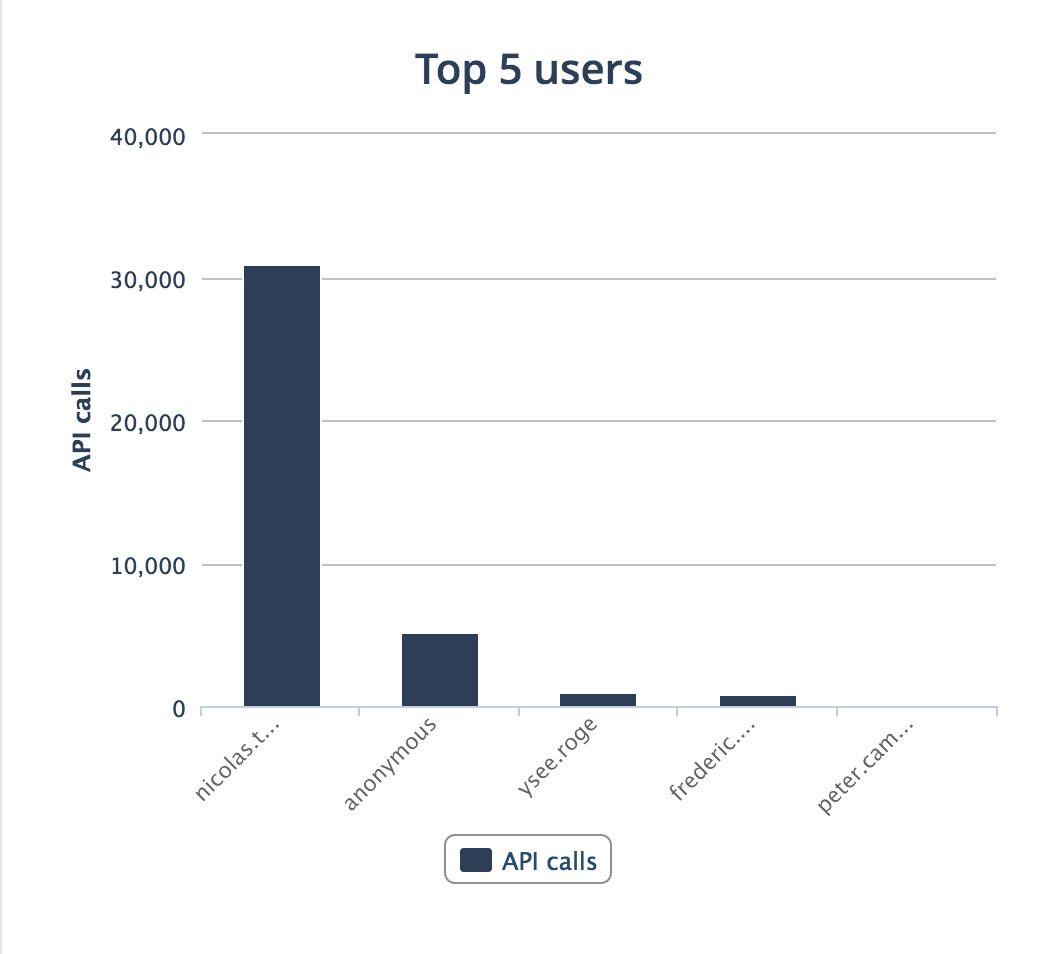 Top 5 users
40,000
30,000
20,000
10,000
0
API calls
nicolas.t...
anonymous
ysee.roge
frederic....
peter.cam...
API calls